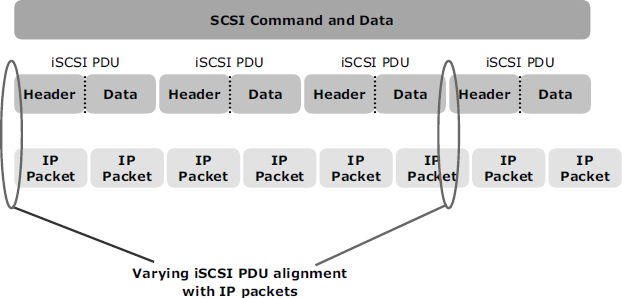 SCSI Command and Data
iSCSI PDU iSCSI PDU iSCSI PDU iSCSI PDU
Header Data Header Data Header Data Header Data
IP IP IP IP IP IP IP IP
Packet Packet Packet Packet Packet Packet Packet Packet
Varying iSCSI PDU alignment
with IP packets